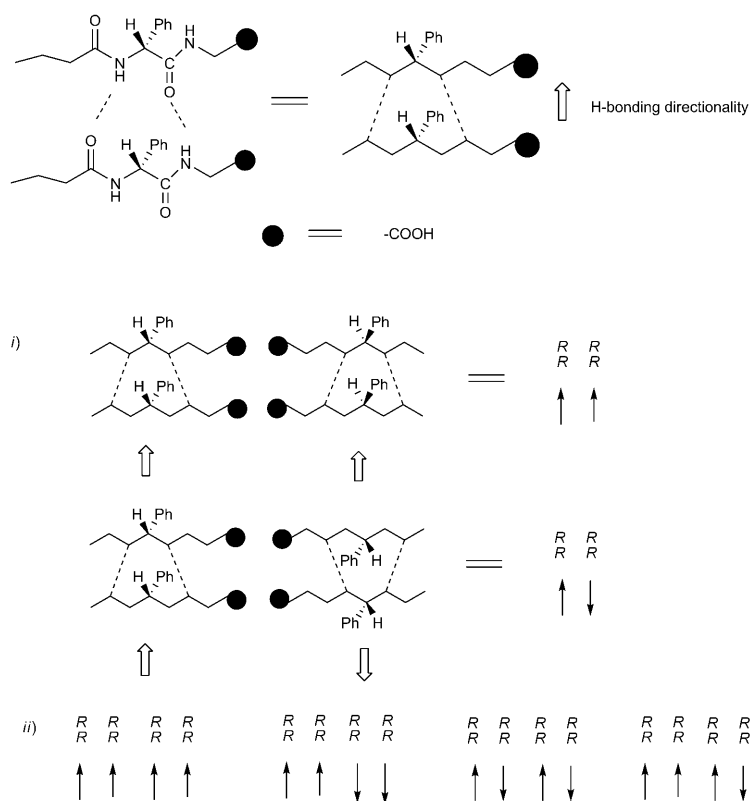 O H Ph H
N N
H C
O
H Ph
H-bonding directionality
O H Ph H
N N
H C
O
H Ph
-COOH
i)
H Ph H Ph R R
R R
H Ph H Ph
H Ph R R
R R
Ph H
H Ph
Ph H
ii) R R R R R R R R R R R R R R R R
R R R R R R R R R R R R R R R R